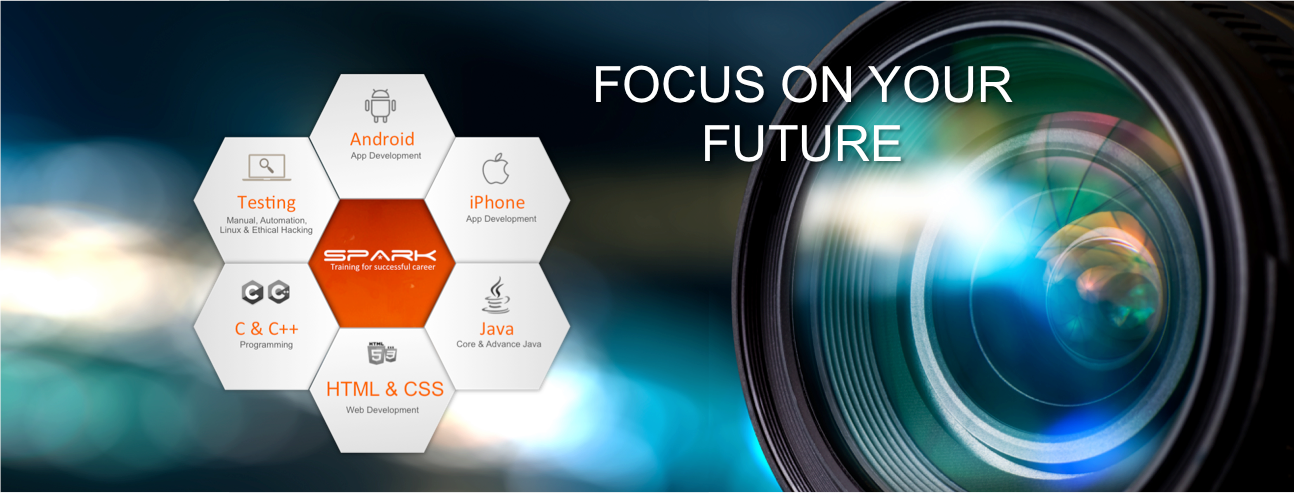 FOCUS ON YOUR
FUTURE
Android
App Development
Testing
Manual, Automation,
Linux & Ethical Hacking
iPhone
App Development
SPARK
Training for successful career
C & C++
Programming
Java
Core & Advance Java
HTML
5
HTML & CSS
Web Development